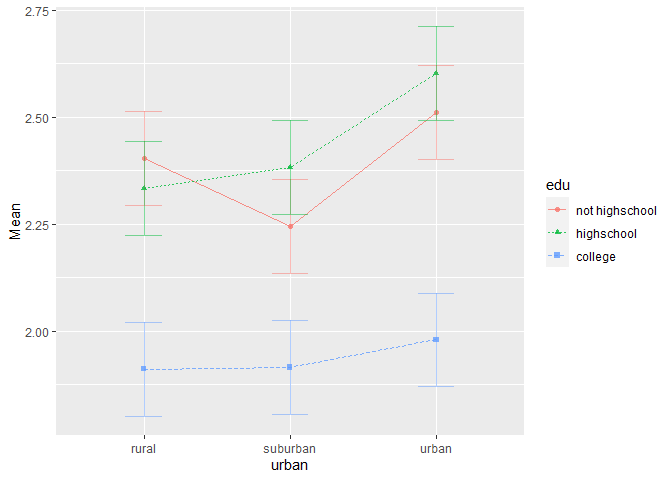 2.75
2.50
2.25
2.00
Mean
rural
suburban
urban
urban
edu
not highschool
highschool
college